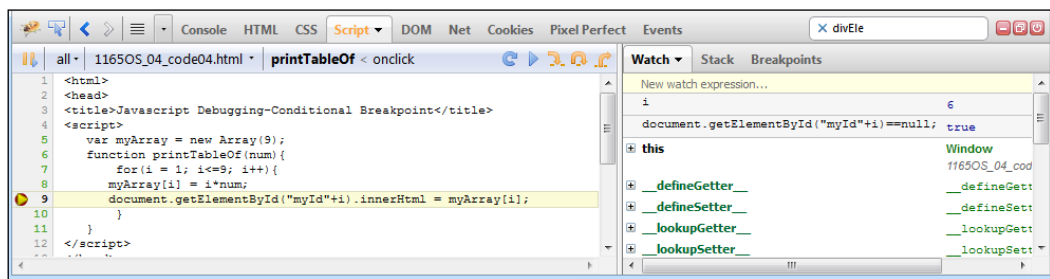 Console HTML CSS Script DOM Net Cookies Pixel Perfect Events divEle
all 1165OS_04_code04.html printTableOf < onclick
Watch Stack Breakpoints
1 <html>
2 <head>
3 <title>Javascript Debugging-Conditional Breakpoint</title>
4 <script>
5 var myArray = new Array(9);
6 function printTableOf(num){
7 for(i = 1; i<=9; i++){
8 myArray[i] = i*num;
9 document.getElementById("myId"+i).innerHtml = myArray[i];
10 }
11 }
12 </script>
New watch expression...
i 6
document.getElementById("myId"+i)==null; true
this Window
1165OS_04_cod
__defineGetter__ __defineGett
__defineSetter__ __defineSett
__lookupGetter__ __lookupGett
__lookupSetter__ __lookupSett